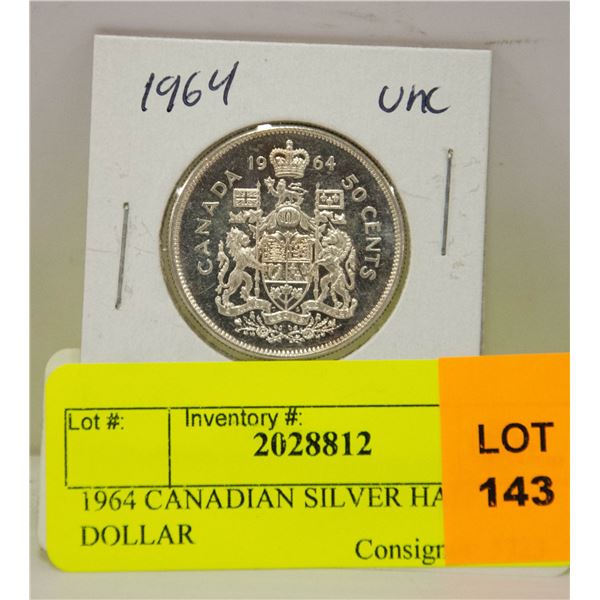 1964 UNC
CANADA 1964 50 CENTS
Lot #: Inventory #:
2028812
1964 CANADIAN SILVER HA
DOLLAR
Consign
LOT
143